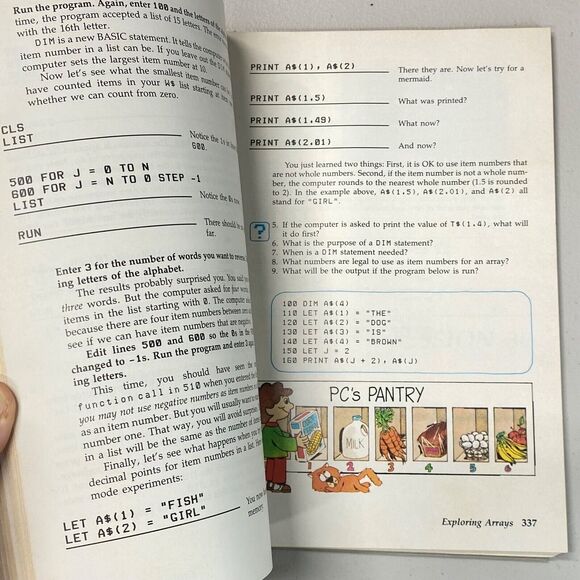 Run the program. Again, enter 100 and the letters of the
time, the program accepted a list of 15 letters. The
with the 16th letter.
DIM is a new BASIC statement. It tells the computer
item number in a list can be. If you leave out the
computer sets the largest item number at 10.
Now let's see what the smallest item number
have counted items in your W$ list starting at
whether we can count from zero.
CLS
LIST
Notice the 1s in
600.
500 FOR J = 0 TO N
600 FOR J = N TO 0 STEP -1
LIST
Notice the 0s
RUN
There should be
far.
Enter 3 for the number of words you want to
ing letters of the alphabet.
The results probably surprised you. You said
three words. But the computer asked for
items in the list starting with 0. The computer
because there are four item numbers between
see if we can have item numbers that are
Edit lines 500 and 600 so the 0s in the
changed to -1s. Run the program and enter 3
ing letters.
This time, you should have seen the
function call in 510 when you entered the
you may not use negative numbers as item numbers
as an item number. But you will usually want to
number one. That way, you will avoid
in a list will be the same as the number of
Finally, let's see what happens when you
decimal points for item numbers in a list.
mode experiments:
LET A$(1) = "FISH"
LET A$(2) = "GIRL"
You now
memory.
PRINT A$(1), A$(2)
There they are. Now let's try for a
mermaid.
PRINT A$(1.5)
What was printed?
PRINT A$(1.49)
What now?
PRINT A$(2.01)
And now?
You just learned two things: First, it is OK to use item numbers that
are not whole numbers. Second, if the item number is not a whole num-
ber, the computer rounds to the nearest whole number (1.5 is rounded
to 2). In the example above, A$(1.5), A$(2.01), and A$(2) all
stand for "GIRL".
?
5. If the computer is asked to print the value of T$(1.4), what will
it do first?
6. What is the purpose of a DIM statement?
7. When is a DIM statement needed?
8. What numbers are legal to use as item numbers for an array?
9. What will be the output if the program below is run?
100 DIM A$(4)
110 LET A$(1) = "THE"
120 LET A$(2) = "DOG"
130 LET A$(3) = "IS"
140 LET A$(4) = "BROWN"
150 LET J = 2
160 PRINT A$(J + 2), A$(J)
PC's PANTRY
MILK
1 2 3 4 5 6
Exploring Arrays 337